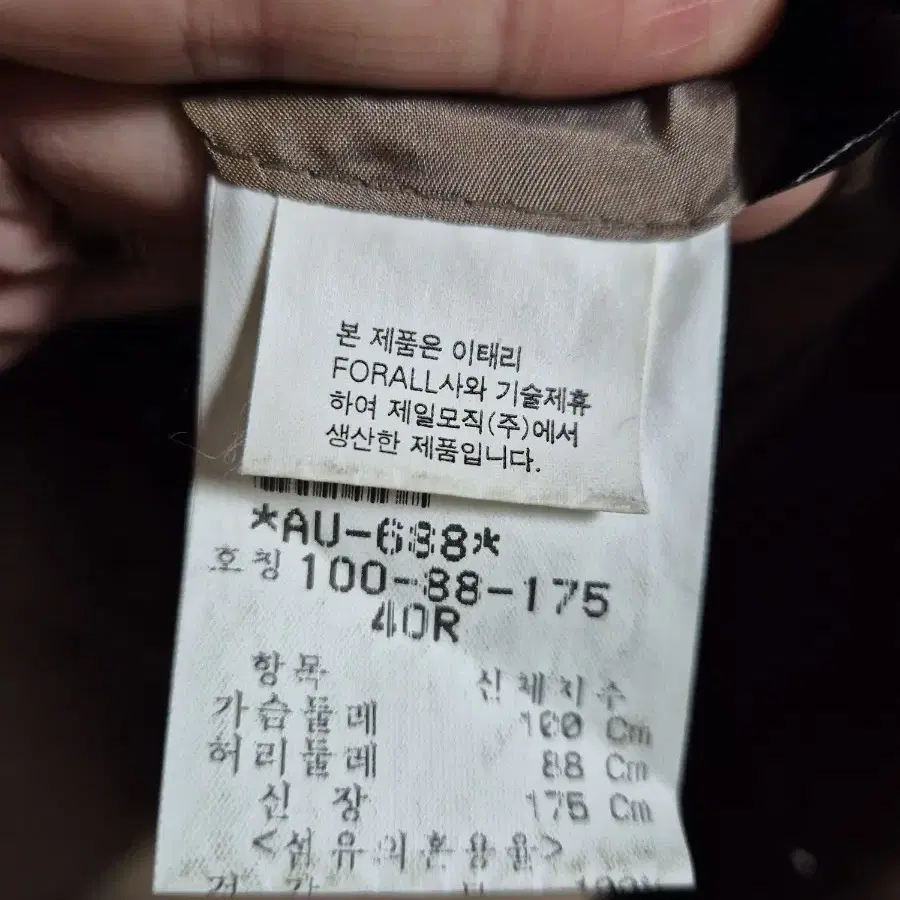 본 제품은 이태리
FORALL사와 기술제휴
하여 제일모직(주)에서
생산한 제품입니다.
*AU-688*
호칭 100-88-175
40R
항목 신체치수
가슴둘레 100 Cm
허리둘레 88 Cm
신장 175 Cm
<섬유의혼용율>
100%